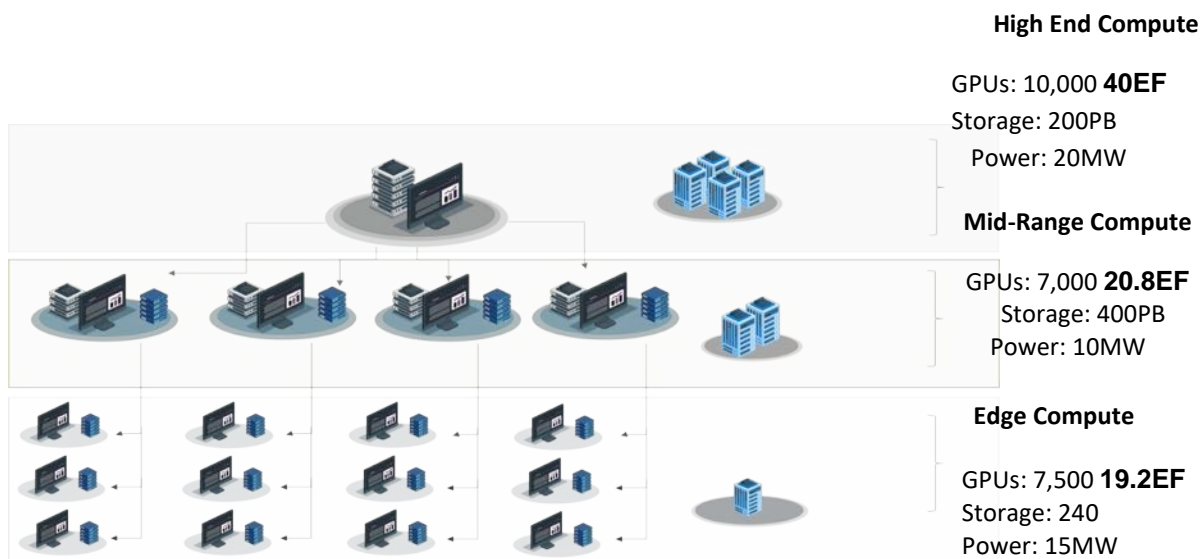 High End Compute
GPUs: 10,000 40EF
Storage: 200PB
Power: 20MW
Mid-Range Compute
GPUs: 7,000 20.8EF
Storage: 400PB
Power: 10MW
Edge Compute
GPUs: 7,500 19.2EF
Storage: 240
Power: 15MW